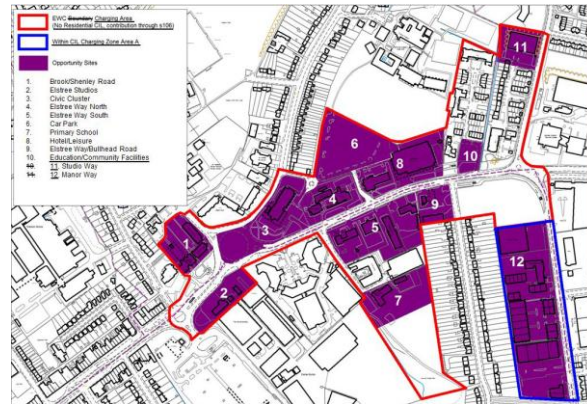 EWC Boundary Charging Area
(No Residential CIL, contribution through s106)
Within CIL Charging Zone Area A
Opportunity Sites
1. Brook/Shenley Road
2. Elstree Studios
3. Civic Cluster
4. Elstree Way North
5. Elstree Way South
6. Car Park
7. Primary School
8. Hotel/Leisure
9. Elstree Way/Bullhead Road
10. Education/Community Facilities
10 11. Studio Way
11 12. Manor Way
11
6
8
10
4
9
3
5
1
12
2
7